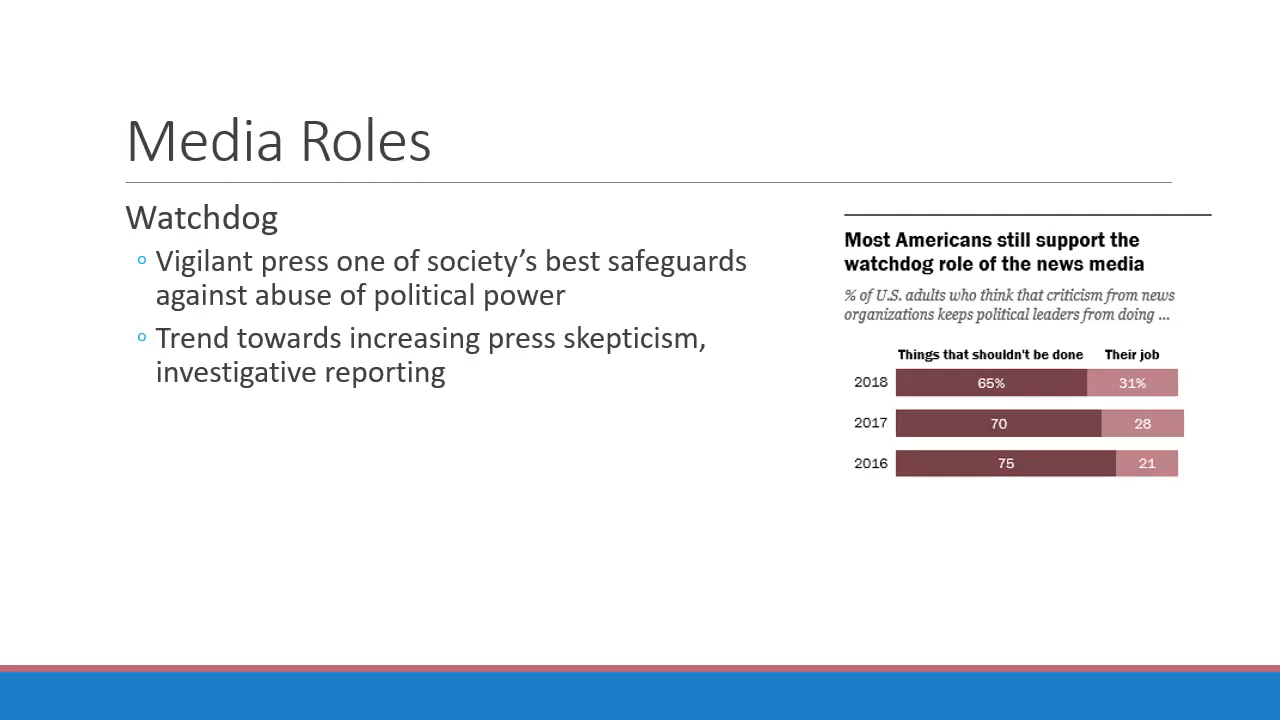 Media Roles
Watchdog
◦ Vigilant press one of society’s best safeguards
against abuse of political power
◦ Trend towards increasing press skepticism,
investigative reporting
Most Americans still support the
watchdog role of the news media
% of U.S. adults who think that criticism from news
organizations keeps political leaders from doing ...
Things that shouldn't be done Their job
2018 65% 31%
2017 70 28
2016 75 21